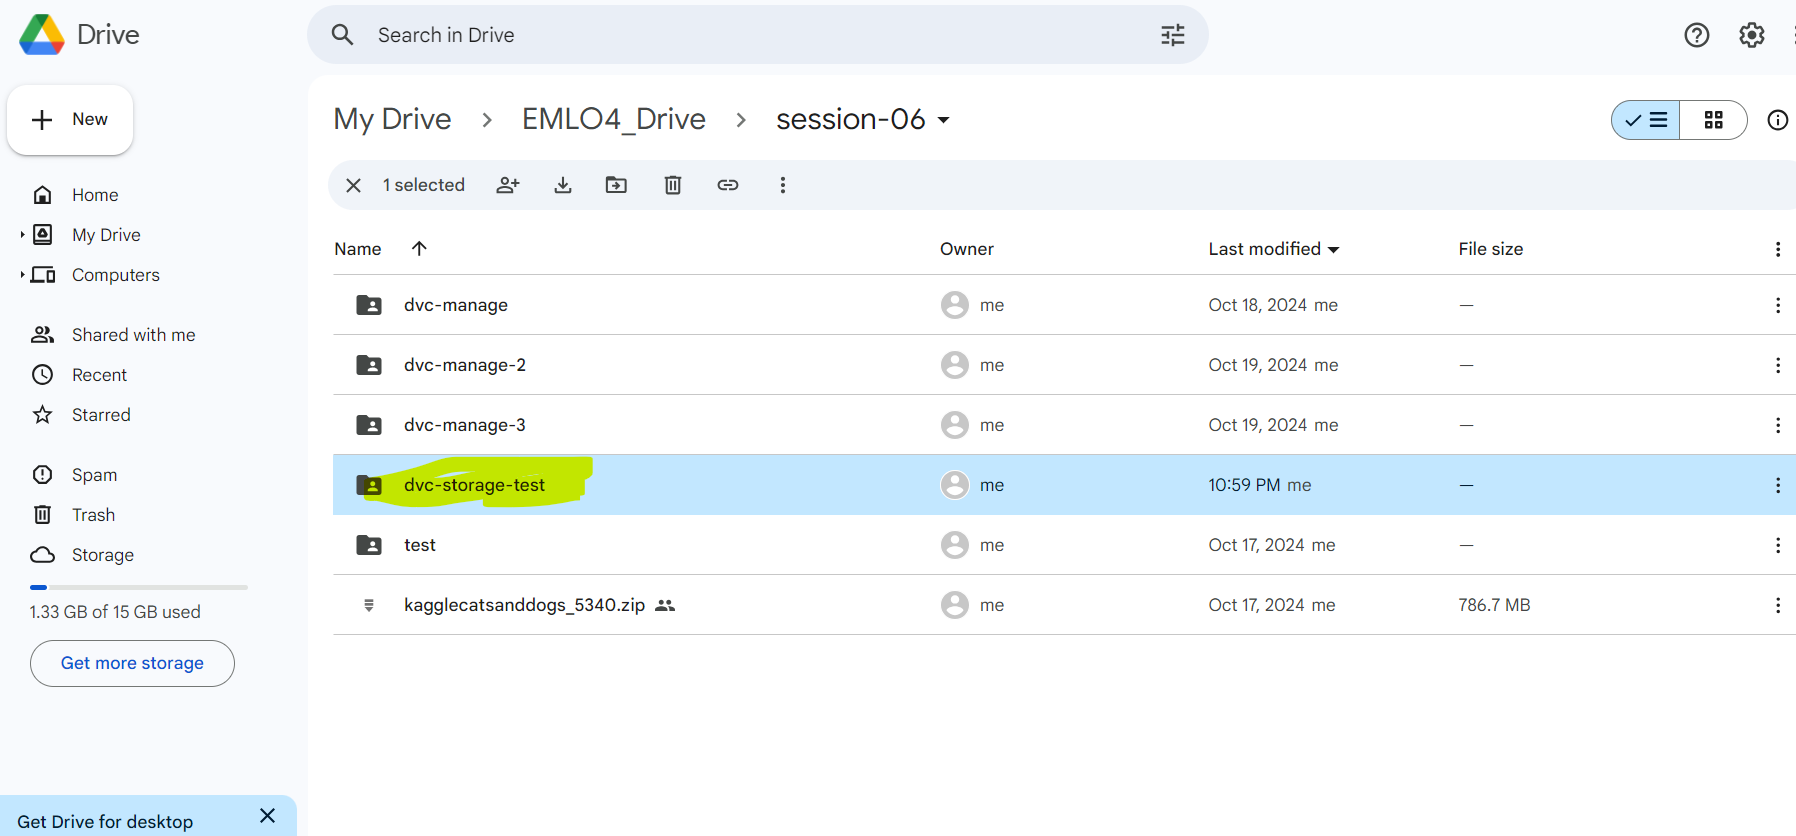 Drive
Search in Drive
New
My Drive > EMLO4_Drive > session-06
1 selected
Home
My Drive
Computers
Shared with me
Recent
Starred
Spam
Trash
Storage
1.33 GB of 15 GB used
Get more storage
Get Drive for desktop
Name Owner Last modified File size
dvc-manage me Oct 18, 2024 me —
dvc-manage-2 me Oct 19, 2024 me —
dvc-manage-3 me Oct 19, 2024 me —
dvc-storage-test me 10:59 PM me —
test me Oct 17, 2024 me —
kagglecatsanddogs_5340.zip me Oct 17, 2024 me 786.7 MB